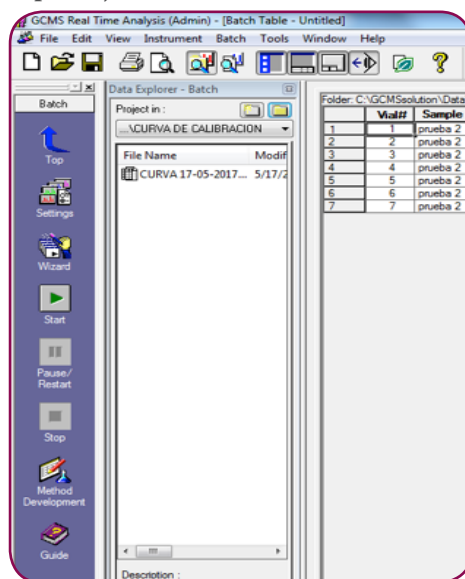 GCMS Real Time Analysis (Admin) - [Batch Table - Untitled]
File Edit View Instrument Batch Tools Window Help
Batch
Top
Settings
Wizard
Start
Pause/
Restart
Stop
Method
Development
Guide
Data Explorer - Batch
Project in :
...\CURVA DE CALIBRACION
File Name Modif
CURVA 17-05-2017... 5/17/2
Description :
Folder: C:\GCMSsolution\Data
Vial# Sample
1 1 prueba 2
2 2 prueba 2
3 3 prueba 2
4 4 prueba 2
5 5 prueba 2
6 6 prueba 2
7 7 prueba 2